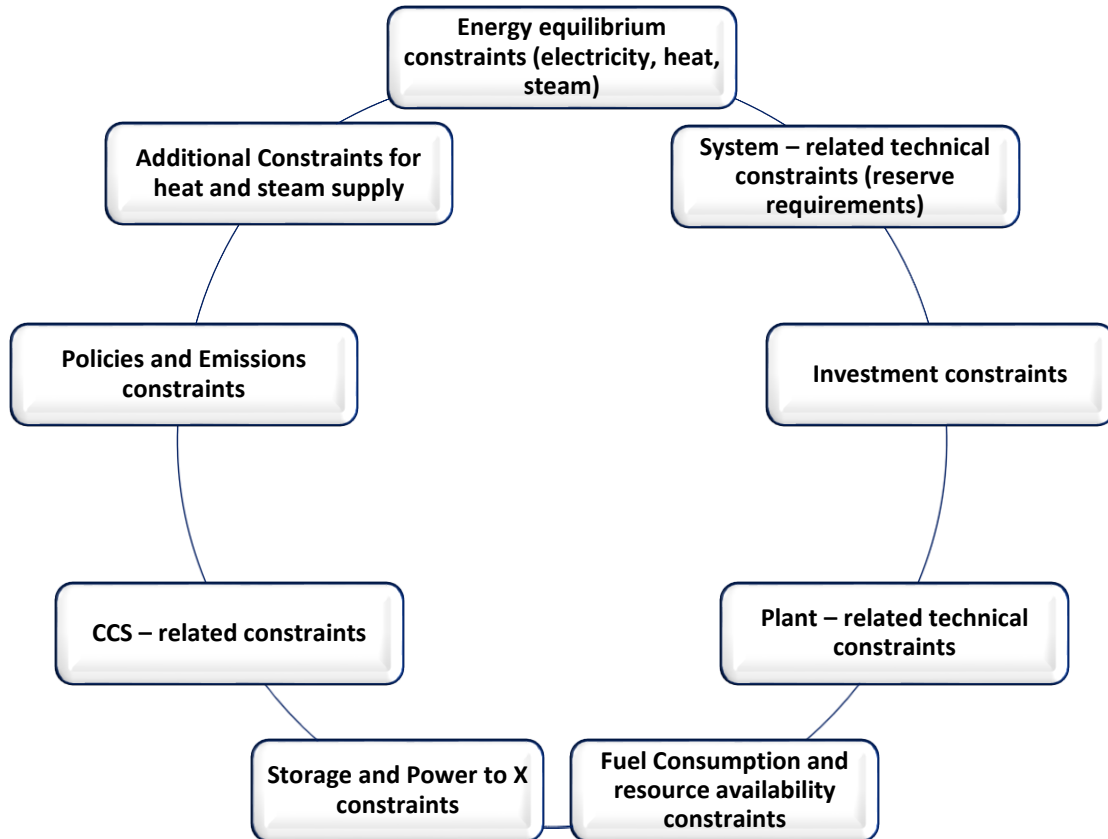 Energy equilibrium
constraints (electricity, heat,
steam)
System – related technical
constraints (reserve
requirements)
Investment constraints
Plant – related technical
constraints
Fuel Consumption and
resource availability
constraints
Storage and Power to X
constraints
CCS – related constraints
Policies and Emissions
constraints
Additional Constraints for
heat and steam supply